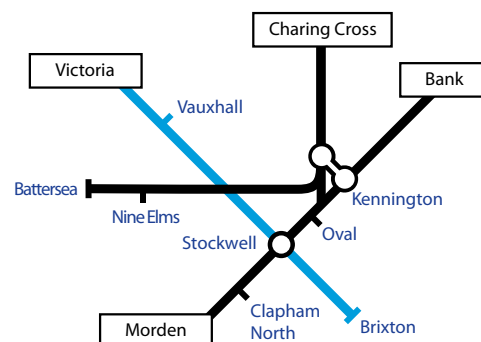 Charing Cross
Victoria
Bank
Vauxhall
Battersea
Nine Elms
Kennington
Oval
Stockwell
Clapham
North
Morden
Brixton